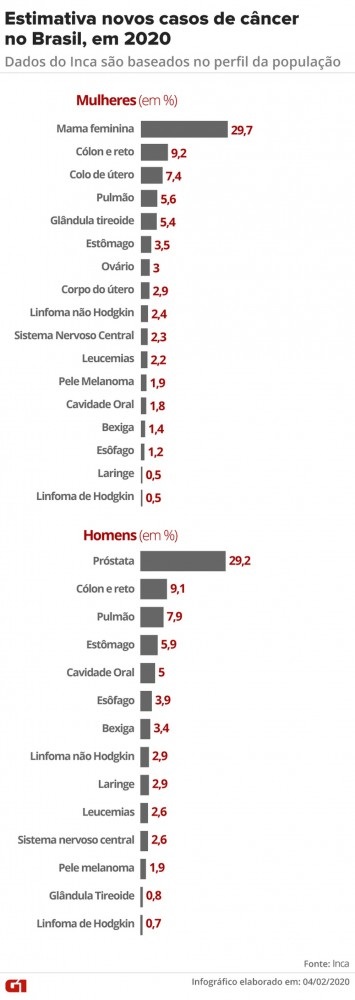 Estimativa novos casos de câncer
no Brasil, em 2020
Dados do Inca são baseados no perfil da população
Mulheres (em %)
Mama feminina 29,7
Cólon e reto 9,2
Colo de útero 7,4
Pulmão 5,6
Glândula tireoide 5,4
Estômago 3,5
Ovário 3
Corpo do útero 2,9
Linfoma não Hodgkin 2,4
Sistema Nervoso Central 2,3
Leucemias 2,2
Pele Melanoma 1,9
Cavidade Oral 1,8
Bexiga 1,4
Esôfago 1,2
Laringe 0,5
Linfoma de Hodgkin 0,5
Homens (em %)
Próstata 29,2
Cólon e reto 9,1
Pulmão 7,9
Estômago 5,9
Cavidade Oral 5
Esôfago 3,9
Bexiga 3,4
Linfoma não Hodgkin 2,9
Laringe 2,9
Leucemias 2,6
Sistema nervoso central 2,6
Pele melanoma 1,9
Glândula Tireoide 0,8
Linfoma de Hodgkin 0,7
Fonte: Inca
G1 Infográfico elaborado em: 04/02/2020